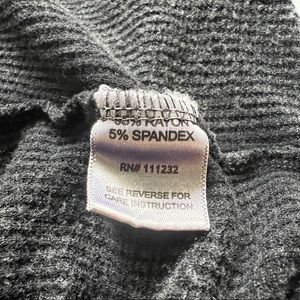 RAYON
5% SPANDEX
RN# 111232
SEE REVERSE FOR
CARE INSTRUCTION